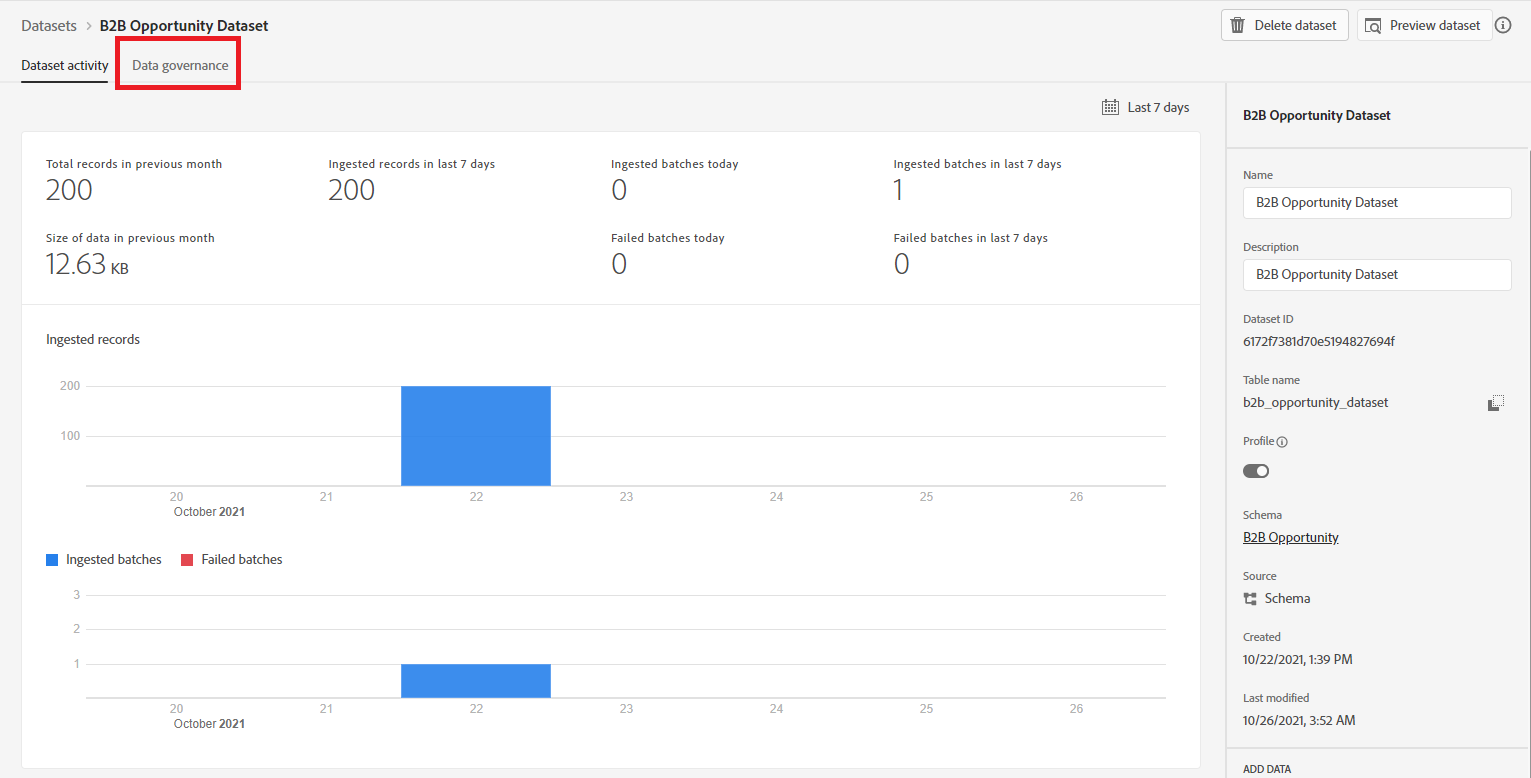 Datasets > B2B Opportunity Dataset
Delete dataset
Preview dataset
Dataset activity
Data governance
Last 7 days
Total records in previous month
200
Ingested records in last 7 days
200
Ingested batches today
0
Ingested batches in last 7 days
1
Size of data in previous month
12.63 KB
Failed batches today
0
Failed batches in last 7 days
0
Ingested records
200
100
20 21 22 23 24 25 26
October 2021
Ingested batches Failed batches
3
2
1
20 21 22 23 24 25 26
October 2021
B2B Opportunity Dataset
Name
B2B Opportunity Dataset
Description
B2B Opportunity Dataset
Dataset ID
6172f7381d70e5194827694f
Table name
b2b_opportunity_dataset
Profile
Schema
B2B Opportunity
Source
Schema
Created
10/22/2021, 1:39 PM
Last modified
10/26/2021, 3:52 AM
ADD DATA